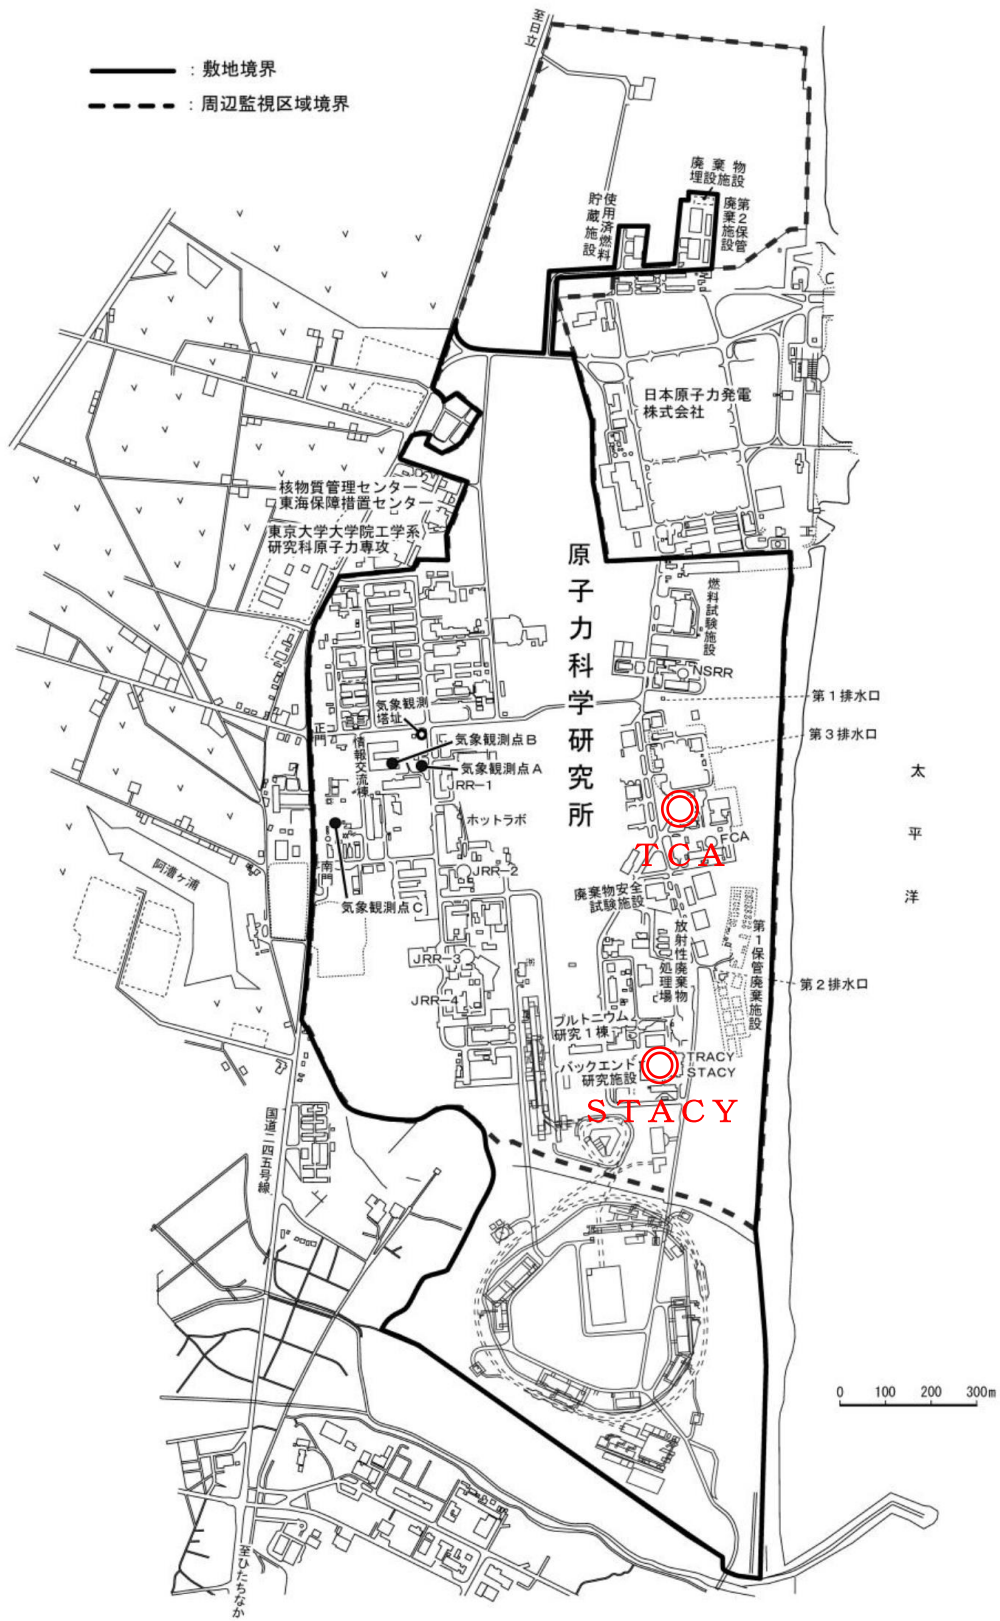 至日立
：敷地境界
：周辺監視区域境界
廃棄物
埋設施設
使用済燃料
貯蔵施設
第２保管
廃棄施設
日本原子力発電
株式会社
核物質管理センター
東海保障措置センター
東京大学大学院工学系
研究科原子力専攻
原子力科学研究所
燃料試験施設
NSRR
第１排水口
気象観測
塔址
正門
情報交流棟
気象観測点Ｂ
第３排水口
気象観測点Ａ
RR－1
太平洋
ホットラボ
FCA
ＴＣＡ
阿漕ヶ浦
南門
JRR－2
廃棄物安全
試験施設
気象観測点Ｃ
放射性廃棄物
処理場
第１保管廃棄施設
JRR－3
第２排水口
JRR－4
プルトニウム
研究１棟
バックエンド
研究施設
TRACY
STACY
ＳＴＡＣＹ
国道二四五号線
0 100 200 300m
至ひたちなか